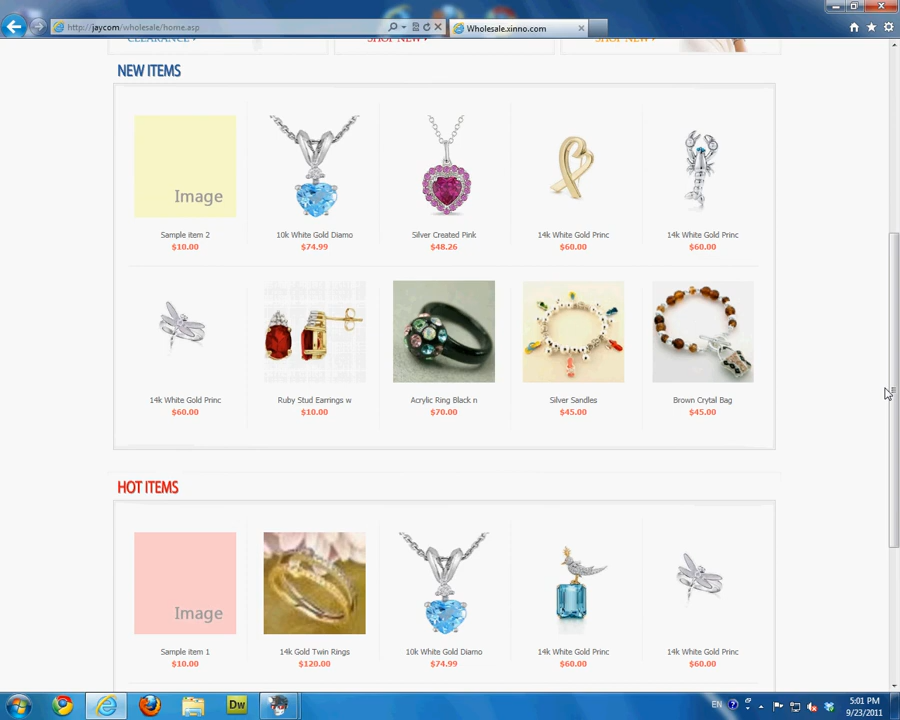 http://jaycom/wholesale/home.asp
Wholesale.xinno.com
CLEARANCE ›
SHOP NEW ›
SHOP NEW ›
NEW ITEMS
Image
Sample item 2
$10.00
10k White Gold Diamo
$74.99
Silver Created Pink
$48.26
14k White Gold Princ
$60.00
14k White Gold Princ
$60.00
14k White Gold Princ
$60.00
Ruby Stud Earrings w
$10.00
Acrylic Ring Black n
$70.00
Silver Sandles
$45.00
Brown Crytal Bag
$45.00
HOT ITEMS
Image
Sample item 1
$10.00
14k Gold Twin Rings
$120.00
10k White Gold Diamo
$74.99
14k White Gold Princ
$60.00
14k White Gold Princ
$60.00
Dw
EN
5:01 PM
9/23/2011